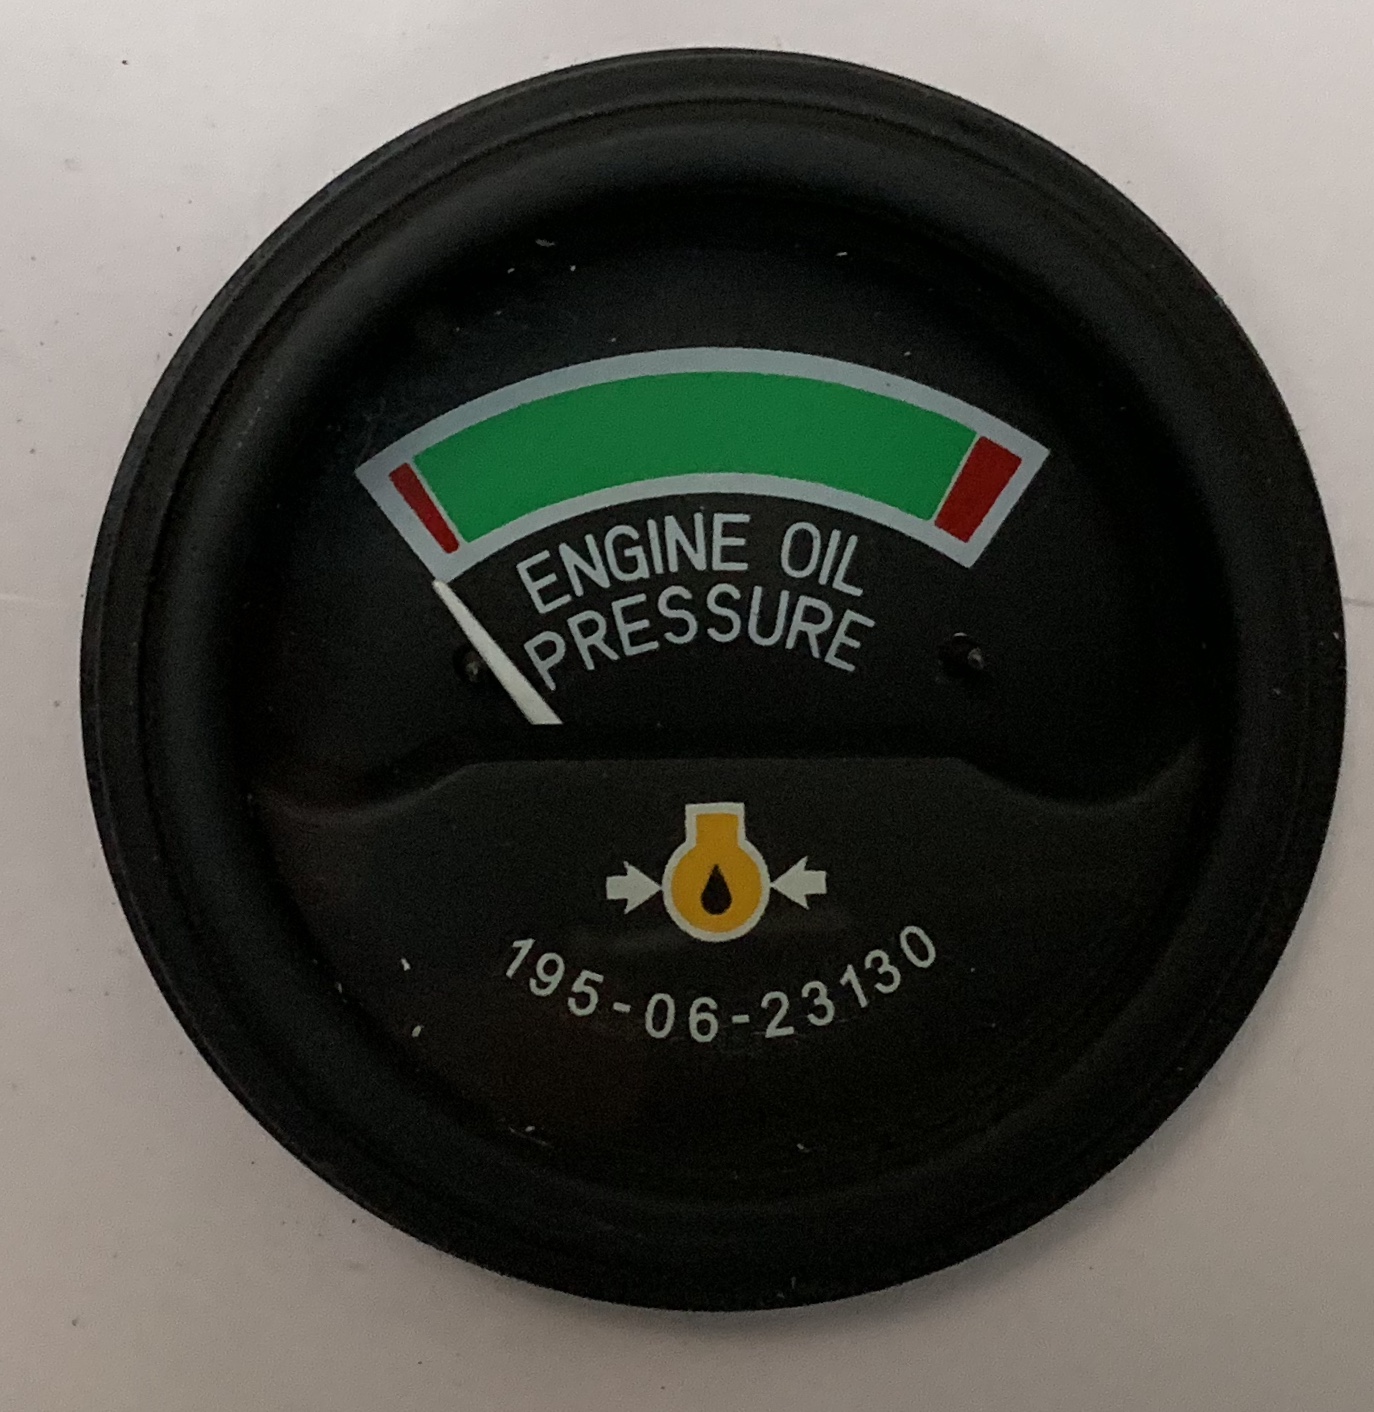 ENGINE OIL
PRESSURE
195-06-23130